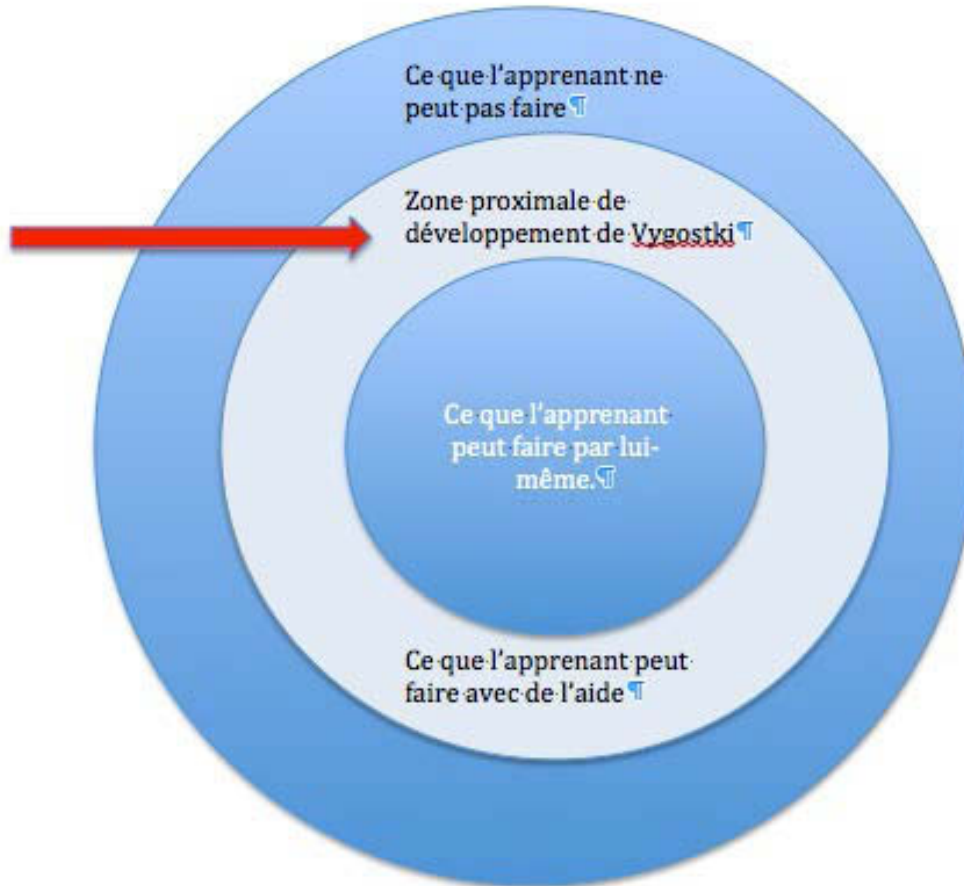 Ce que l'apprenant ne
peut pas faire¶
Zone proximale de
développement de Vygostki¶
Ce que l'apprenant
peut faire par lui-
même.¶
Ce que l'apprenant peut
faire avec de l'aide¶